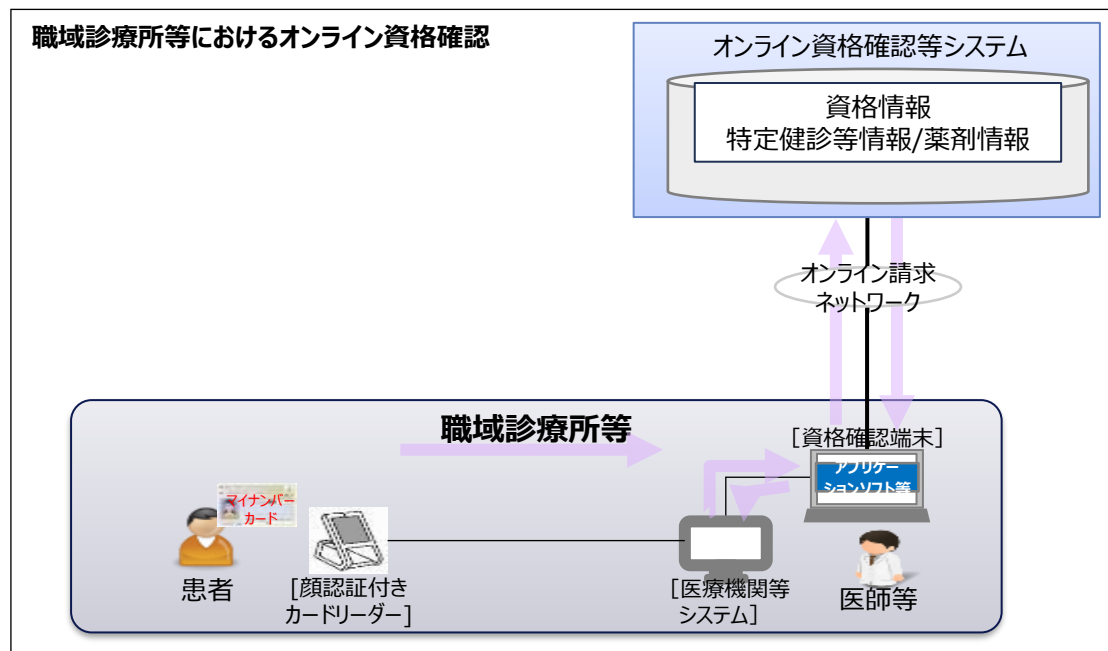 職域診療所等におけるオンライン資格確認
オンライン資格確認等システム
資格情報
特定健診等情報/薬剤情報
オンライン請求
ネットワーク
職域診療所等
[資格確認端末]
アプリケー
ションソフト等
マイナンバー
カード
患者
[顔認証付き
カードリーダー]
[医療機関等
システム]
医師等